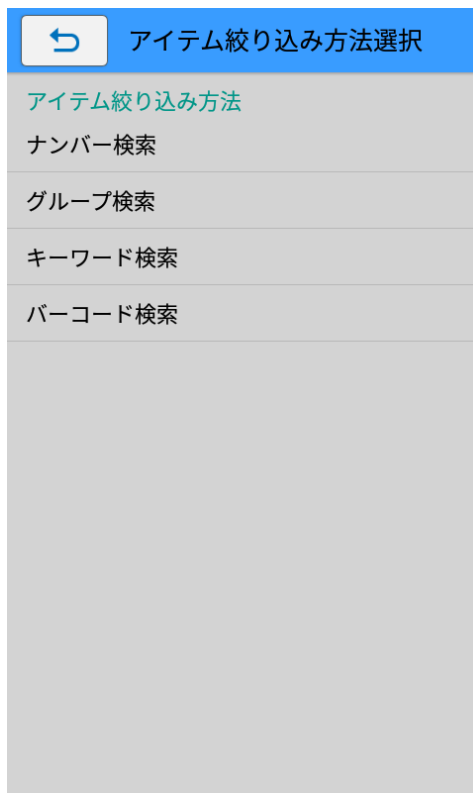 アイテム絞り込み方法選択
アイテム絞り込み方法
ナンバー検索
グループ検索
キーワード検索
バーコード検索